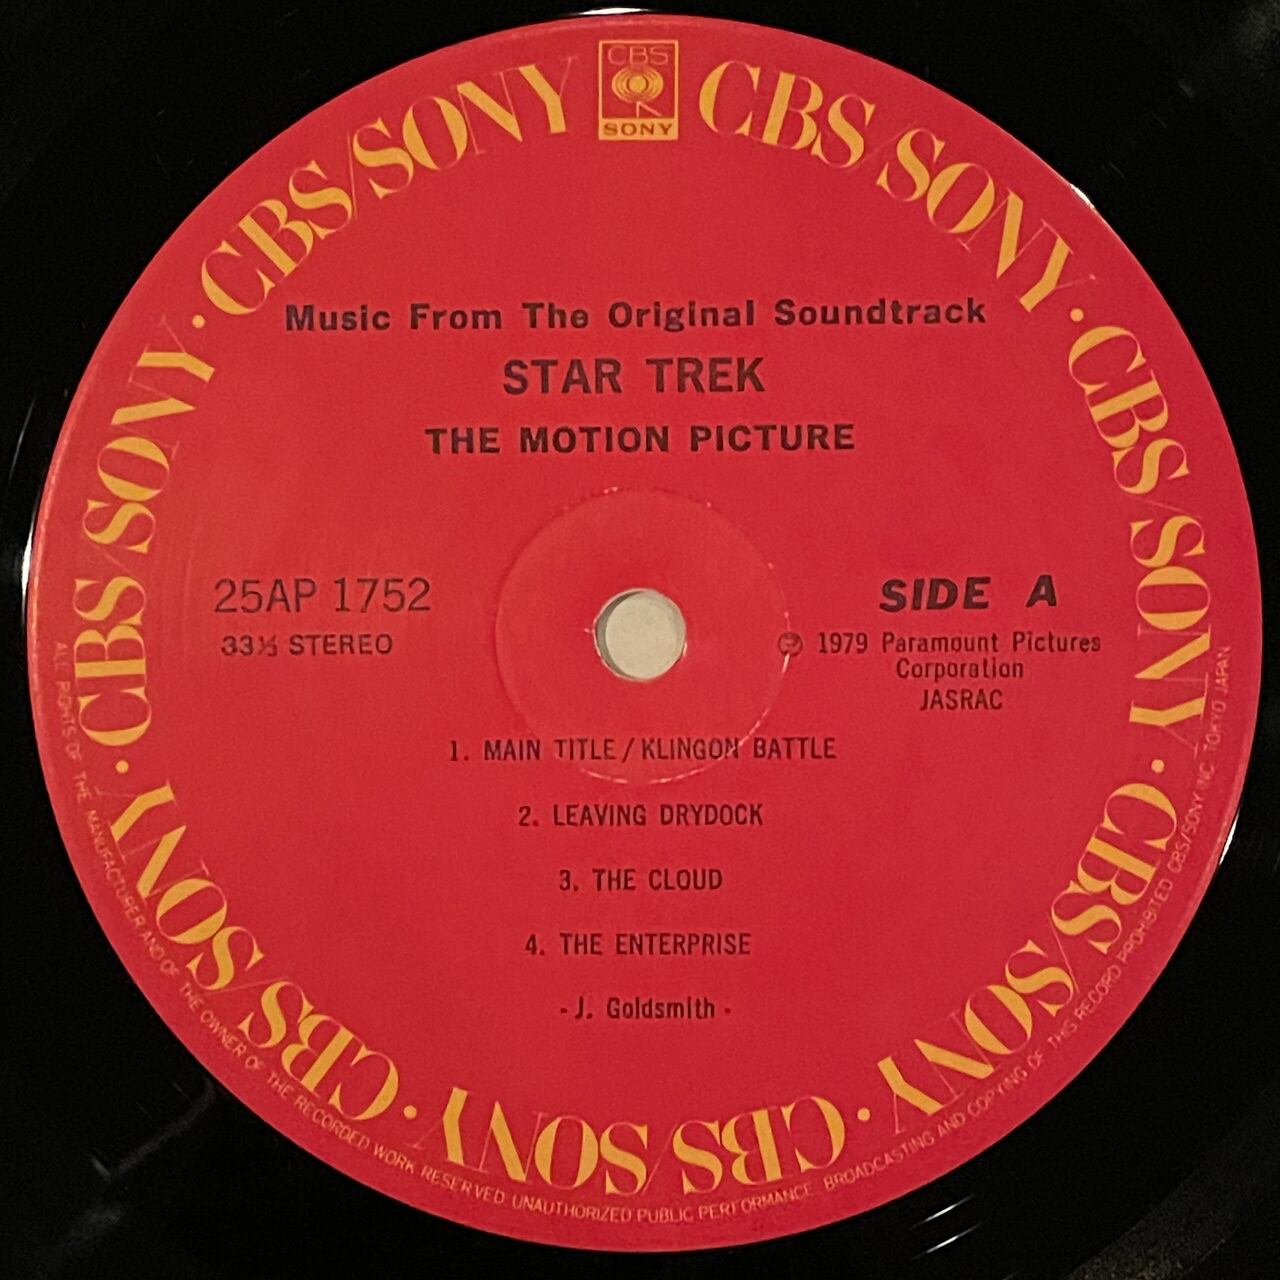 CBS
SONY
CBS/SONY · CBS/SONY · CBS/SONY · CBS/SONY · CBS/SONY · CBS/SONY · CBS/SONY
Music From The Original Soundtrack
STAR TREK
THE MOTION PICTURE
25AP 1752
33⅓ STEREO
SIDE A
Ⓟ 1979 Paramount Pictures
Corporation
JASRAC
1. MAIN TITLE / KLINGON BATTLE
2. LEAVING DRYDOCK
3. THE CLOUD
4. THE ENTERPRISE
- J. Goldsmith -
ALL RIGHTS OF THE MANUFACTURER AND OF THE OWNER OF THE RECORDED WORK RESERVED UNAUTHORIZED PUBLIC PERFORMANCE BROADCASTING AND COPYING OF THIS RECORD PROHIBITED CBS/SONY INC. TOKYO JAPAN